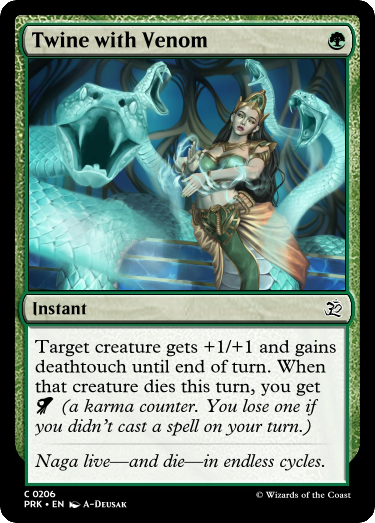 Twine with Venom
Instant
Target creature gets +1/+1 and gains
deathtouch until end of turn. When
that creature dies this turn, you get
(a karma counter. You lose one if
you didn't cast a spell on your turn.)
Naga live—and die—in endless cycles.
C 0206
PRK • EN A-Deusak
© Wizards of the Coast